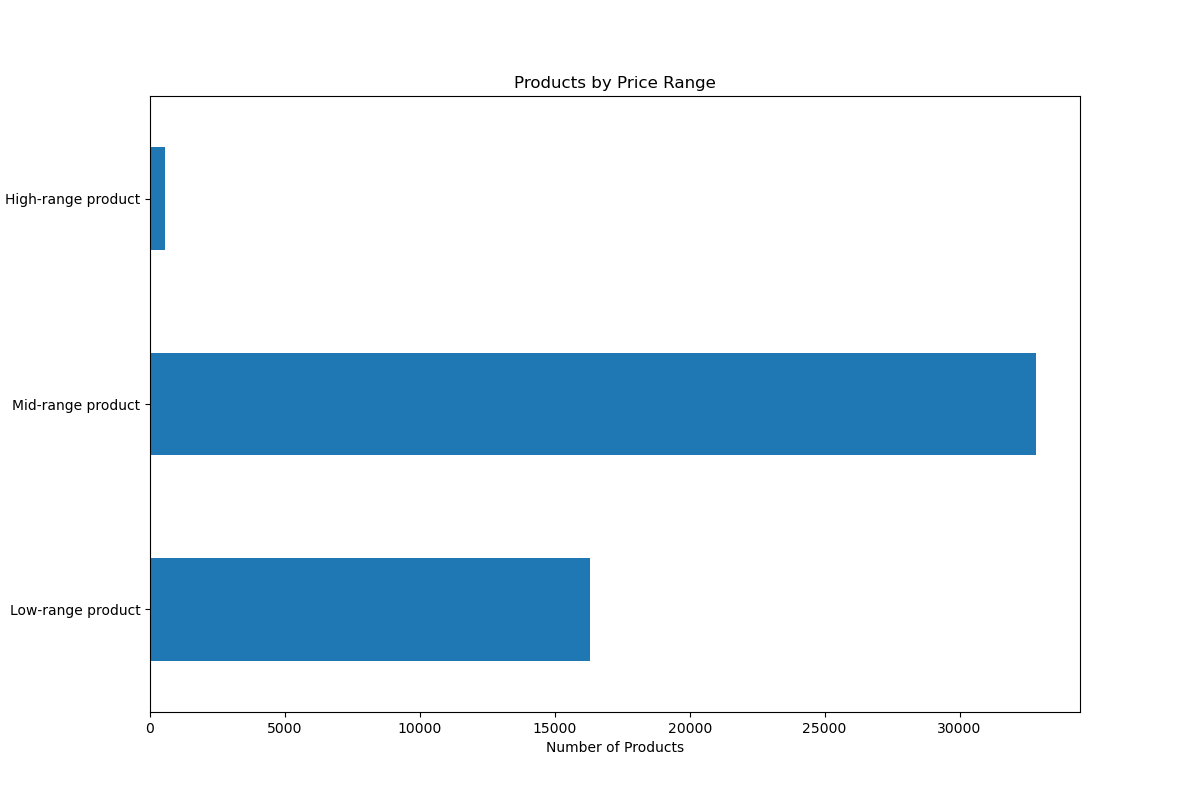 Products by Price Range
High-range product
Mid-range product
Low-range product
0 5000 10000 15000 20000 25000 30000
Number of Products